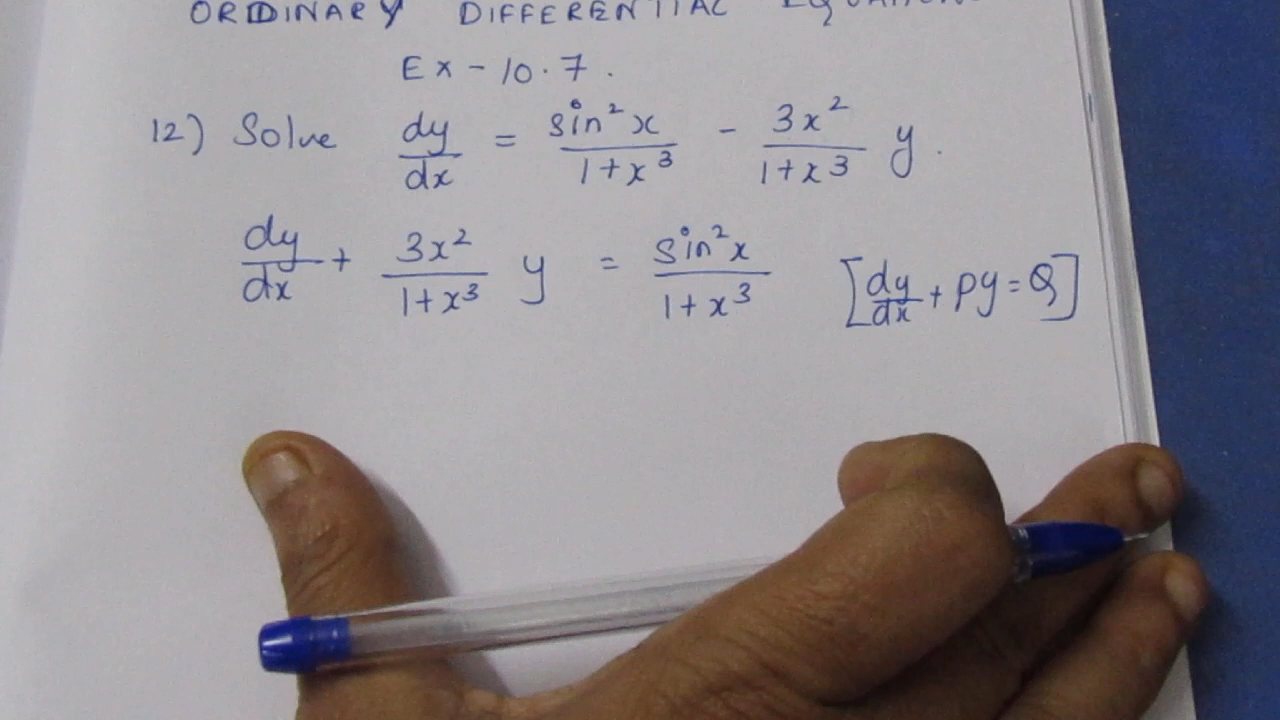 ORDINARY DIFFERENTIAL EQUATIONS
Ex - 10.7.
12) Solve dy/dx = sin²x/(1+x³) - 3x²/(1+x³) y.
dy/dx + 3x²/(1+x³) y = sin²x/(1+x³) [dy/dx + Py = Q]